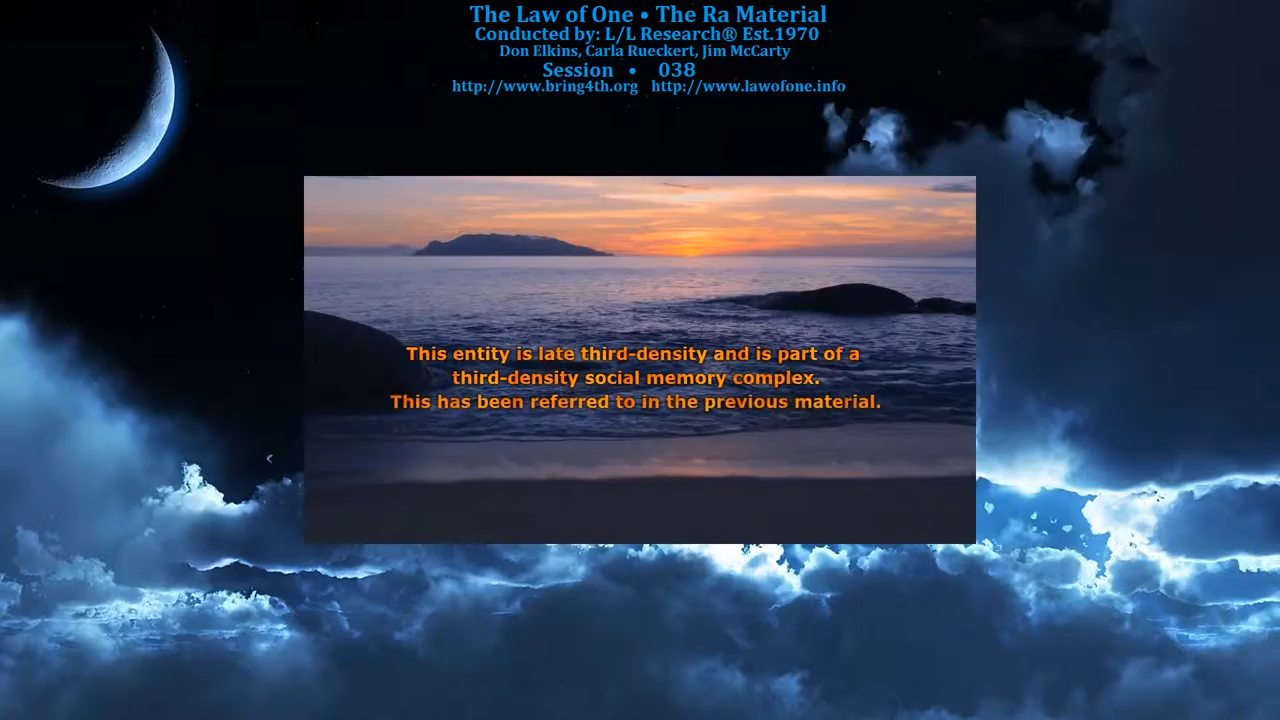 The Law of One • The Ra Material
Conducted by: L/L Research® Est.1970
Don Elkins, Carla Rueckert, Jim McCarty
Session • 038
http://www.bring4th.org http://www.lawofone.info
This entity is late third-density and is part of a
third-density social memory complex.
This has been referred to in the previous material.